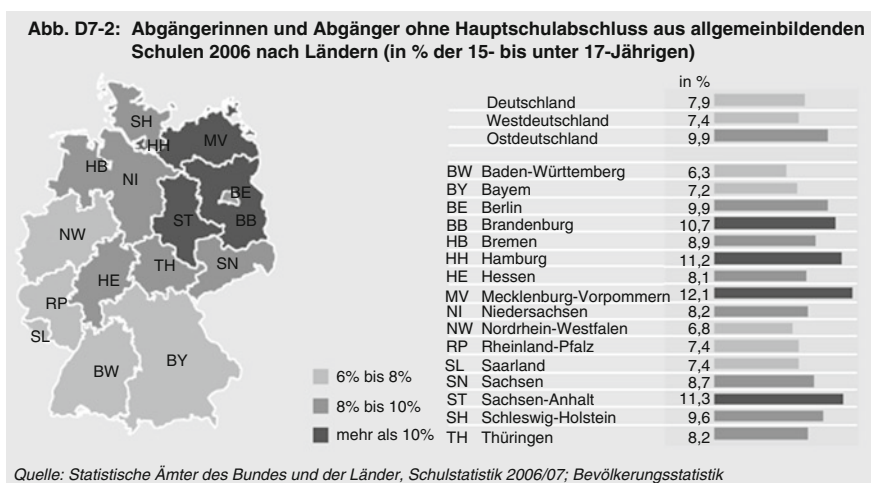 Abb. D7-2: Abgängerinnen und Abgänger ohne Hauptschulabschluss aus allgemeinbildenden
Schulen 2006 nach Ländern (in % der 15- bis unter 17-Jährigen)
SH
HH
MV
HB
NI
BE
ST
BB
NW
TH
SN
HE
RP
SL
BW
BY
6% bis 8%
8% bis 10%
mehr als 10%
in %
Deutschland 7,9
Westdeutschland 7,4
Ostdeutschland 9,9
BW Baden-Württemberg 6,3
BY Bayem 7,2
BE Berlin 9,9
BB Brandenburg 10,7
HB Bremen 8,9
HH Hamburg 11,2
HE Hessen 8,1
MV Mecklenburg-Vorpommern 12,1
NI Niedersachsen 8,2
NW Nordrhein-Westfalen 6,8
RP Rheinland-Pfalz 7,4
SL Saarland 7,4
SN Sachsen 8,7
ST Sachsen-Anhalt 11,3
SH Schleswig-Holstein 9,6
TH Thüringen 8,2
Quelle: Statistische Ämter des Bundes und der Länder, Schulstatistik 2006/07; Bevölkerungsstatistik